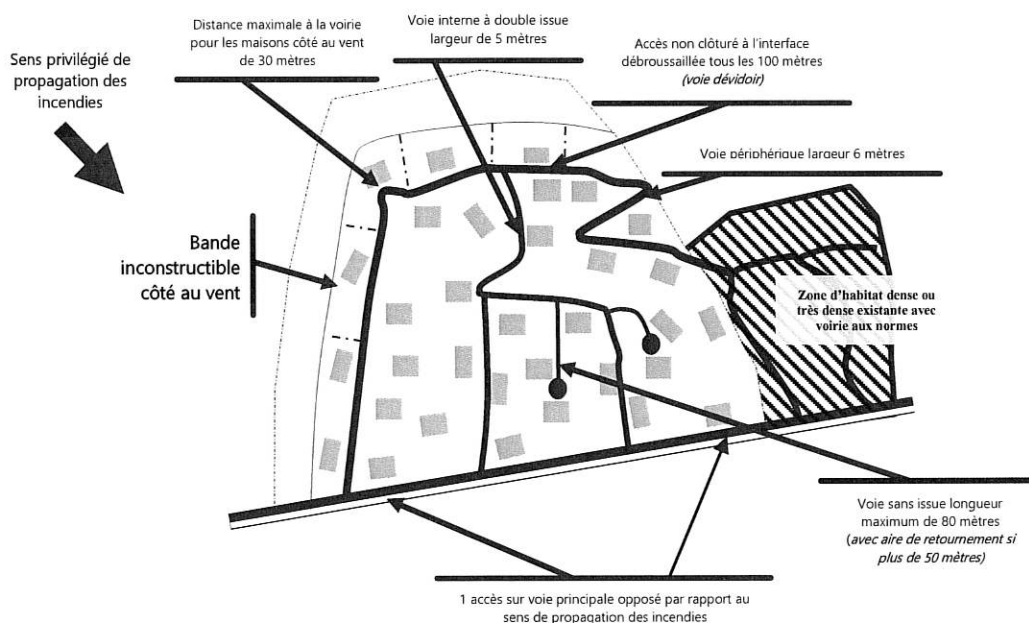 Distance maximale à la voirie
pour les maisons côté au vent
de 30 mètres
Voie interne à double issue
largeur de 5 mètres
Accès non clôturé à l'interface
débroussaillée tous les 100 mètres
(voie dévidoir)
Sens privilégié de
propagation des
incendies
Voie périphérique largeur 6 mètres
Bande
inconstructible
côté au vent
Zone d'habitat dense ou
très dense existante avec
voirie aux normes
Voie sans issue longueur
maximum de 80 mètres
(avec aire de retournement si
plus de 50 mètres)
1 accès sur voie principale opposé par rapport au
sens de propagation des incendies